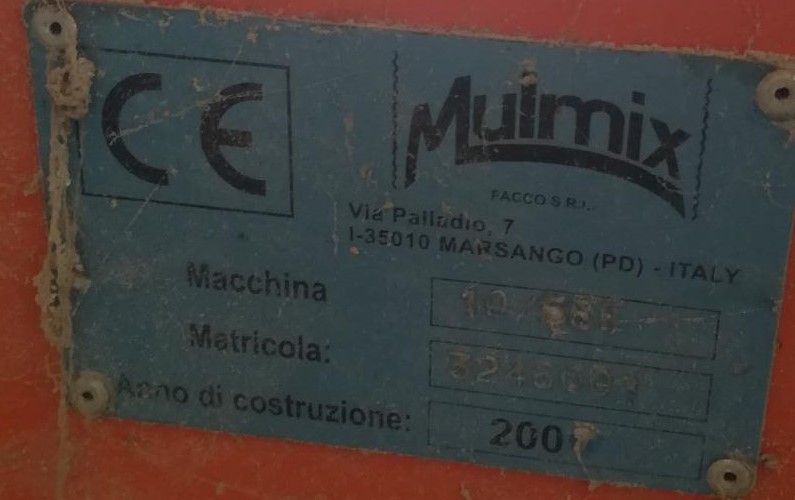 CE
Mulmix
FACCO S.R.L.
Via Palladio, 7
I-35010 MARSANGO (PD) - ITALY
Macchina
Matricola:
Anno di costruzione: